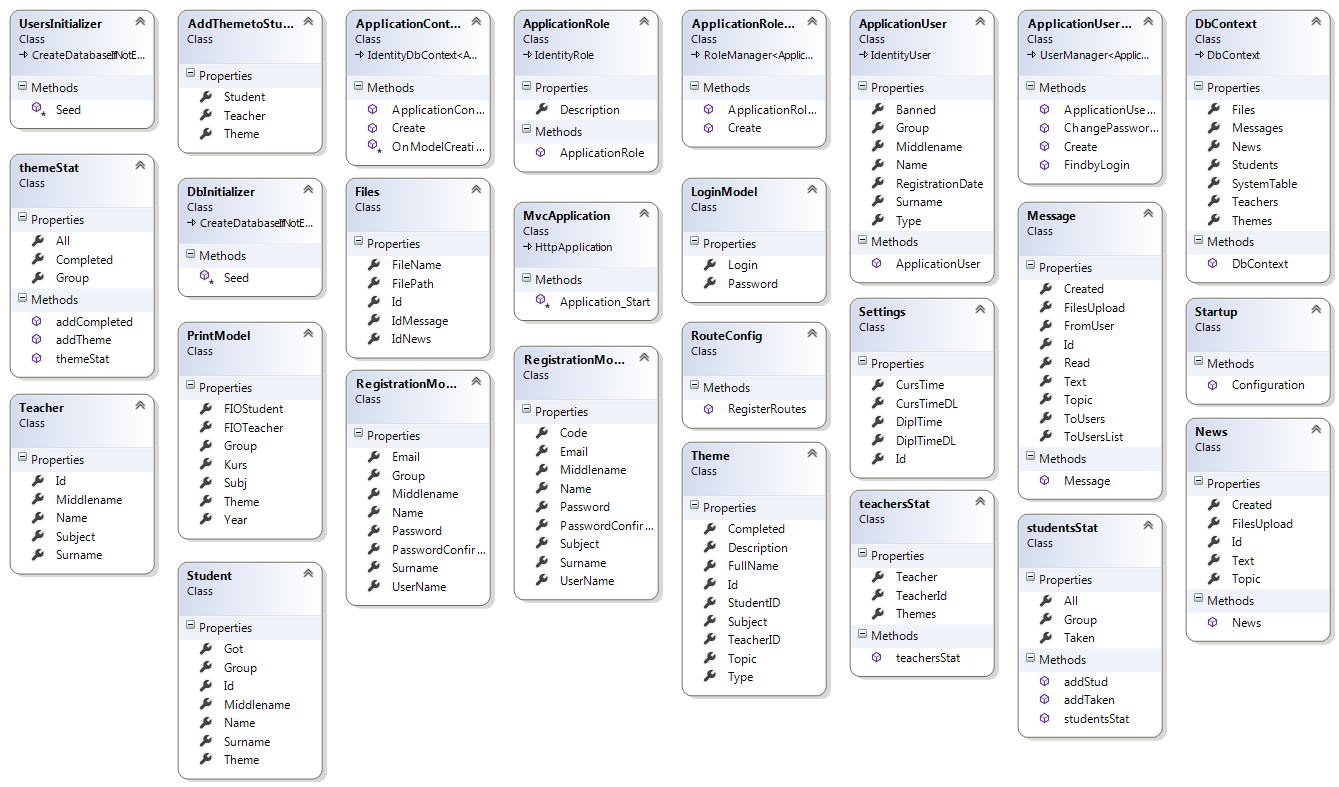 UsersInitializer
Class
CreateDatabaseIfNotE...
Methods
Seed
themeStat
Class
Properties
All
Completed
Group
Methods
addCompleted
addTheme
themeStat
Teacher
Class
Properties
Id
Middlename
Name
Subject
Surname
AddThemetoStu...
Class
Properties
Student
Teacher
Theme
DbInitializer
Class
CreateDatabaseIfNotE...
Methods
Seed
PrintModel
Class
Properties
FIOStudent
FIOTeacher
Group
Kurs
Subj
Theme
Year
Student
Class
Properties
Got
Group
Id
Middlename
Name
Surname
Theme
ApplicationCont...
Class
IdentityDbContext<A...
Methods
ApplicationCon...
Create
OnModelCreati...
Files
Class
Properties
FileName
FilePath
Id
IdMessage
IdNews
RegistrationMo...
Class
Properties
Email
Group
Middlename
Name
Password
PasswordConfir...
Surname
UserName
ApplicationRole
Class
IdentityRole
Properties
Description
Methods
ApplicationRole
MvcApplication
Class
HttpApplication
Methods
Application_Start
RegistrationMo...
Class
Properties
Code
Email
Middlename
Name
Password
PasswordConfir...
Subject
Surname
UserName
ApplicationRole...
Class
RoleManager<Applic...
Methods
ApplicationRol...
Create
LoginModel
Class
Properties
Login
Password
RouteConfig
Class
Methods
RegisterRoutes
Theme
Class
Properties
Completed
Description
FullName
Id
StudentID
Subject
TeacherID
Topic
Type
ApplicationUser
Class
IdentityUser
Properties
Banned
Group
Middlename
Name
RegistrationDate
Surname
Type
Methods
ApplicationUser
Settings
Class
Properties
CursTime
CursTimeDL
DiplTime
DiplTimeDL
Id
teachersStat
Class
Properties
Teacher
TeacherId
Themes
Methods
teachersStat
ApplicationUser...
Class
UserManager<Applic...
Methods
ApplicationUse...
ChangePasswor...
Create
FindbyLogin
Message
Class
Properties
Created
FilesUpload
FromUser
Id
Read
Text
Topic
ToUsers
ToUsersList
Methods
Message
studentsStat
Class
Properties
All
Group
Taken
Methods
addStud
addTaken
studentsStat
DbContext
Class
DbContext
Properties
Files
Messages
News
Students
SystemTable
Teachers
Themes
Methods
DbContext
Startup
Class
Methods
Configuration
News
Class
Properties
Created
FilesUpload
Id
Text
Topic
Methods
News